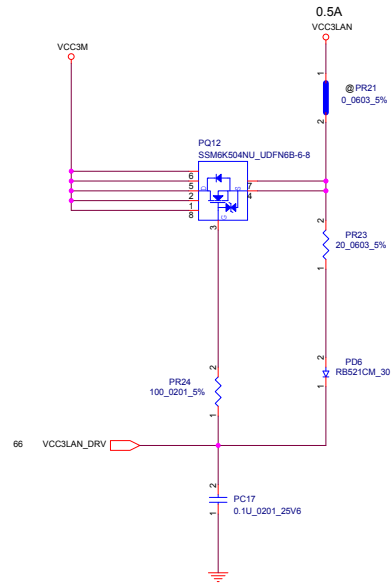 0.5A
VCC3LAN
VCC3M
1
@PR21
0_0603_5%
2
PQ12
SSM6K504NU_UDFN6B-6-8
6
5
2
1
8
D
S
G
7
4
3
2
PR23
20_0603_5%
1
2
PD6
RB521CM_30
1
2
PR24
100_0201_5%
1
66 VCC3LAN_DRV
2
PC17
0.1U_0201_25V6
1